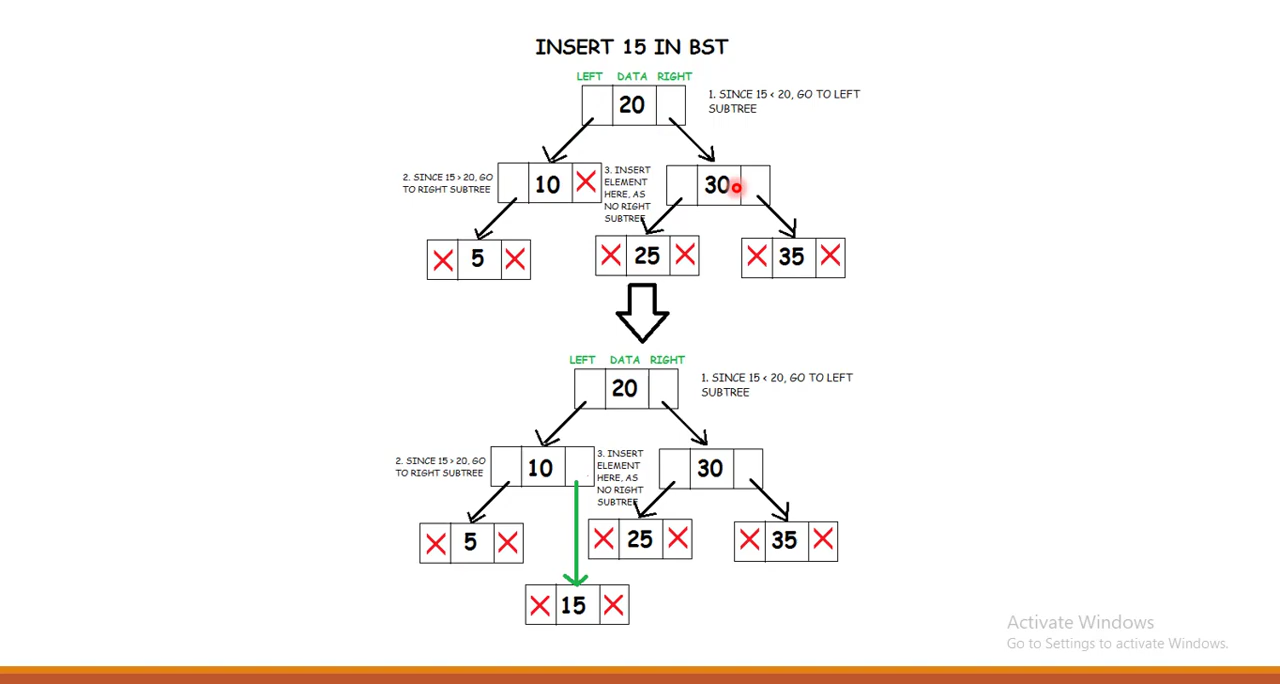 INSERT 15 IN BST
LEFT DATA RIGHT
20
1. SINCE 15 < 20, GO TO LEFT
SUBTREE
2. SINCE 15 > 20, GO
TO RIGHT SUBTREE
10
3. INSERT
ELEMENT
HERE, AS
NO RIGHT
SUBTREE
30
5
25
35
LEFT DATA RIGHT
20
1. SINCE 15 < 20, GO TO LEFT
SUBTREE
2. SINCE 15 > 20, GO
TO RIGHT SUBTREE
10
3. INSERT
ELEMENT
HERE, AS
NO RIGHT
SUBTREE
30
5
25
35
15
Activate Windows
Go to Settings to activate Windows.